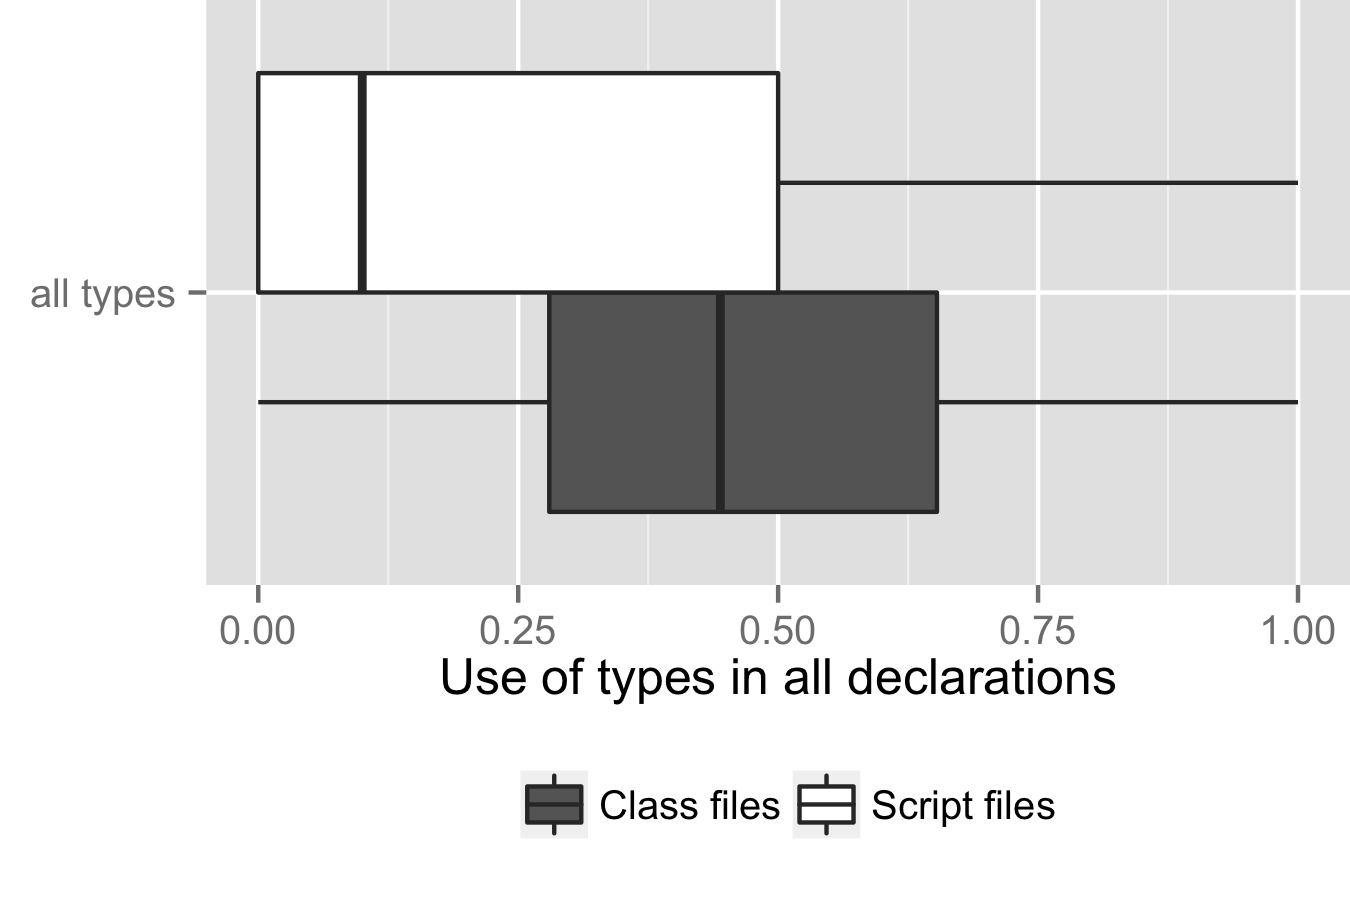 all types
0.00 0.25 0.50 0.75 1.00
Use of types in all declarations
Class files Script files